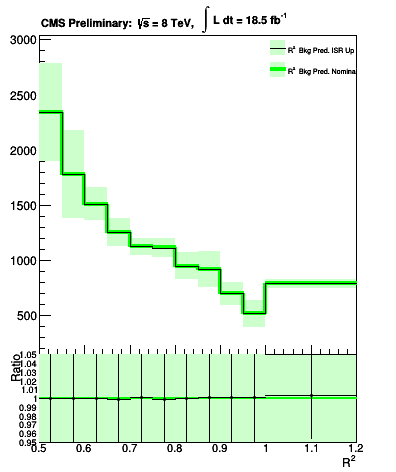 CMS Preliminary: √s = 8 TeV, ∫ L dt = 18.5 fb⁻¹
3000
R² Bkg Pred. ISR Up
R² Bkg Pred. Nomina
2500
2000
1500
1000
500
Ratio
1.05
1.04
1.03
1.02
1.01
1
0.99
0.98
0.97
0.96
0.95
0.5 0.6 0.7 0.8 0.9 1 1.1 1.2
R²